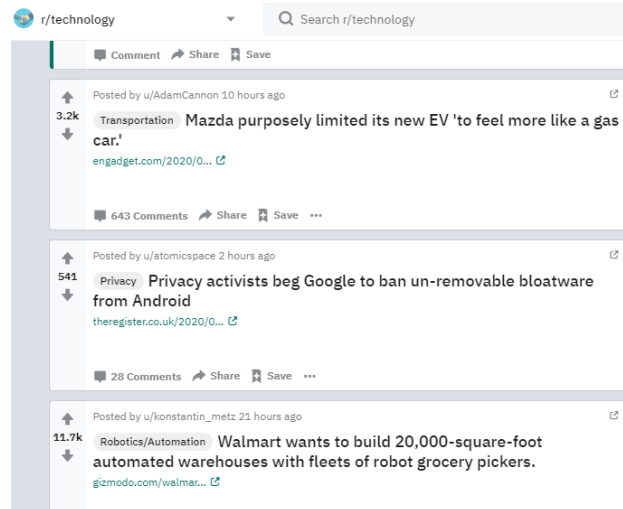 r/technology
Search r/technology
Comment Share Save
Posted by u/AdamCannon 10 hours ago
3.2k
Transportation Mazda purposely limited its new EV 'to feel more like a gas
car.'
engadget.com/2020/0...
643 Comments Share Save ...
Posted by u/atomicspace 2 hours ago
541
Privacy Privacy activists beg Google to ban un-removable bloatware
from Android
theregister.co.uk/2020/0...
28 Comments Share Save ...
Posted by u/konstantin_metz 21 hours ago
11.7k
Robotics/Automation Walmart wants to build 20,000-square-foot
automated warehouses with fleets of robot grocery pickers.
gizmodo.com/walmar...